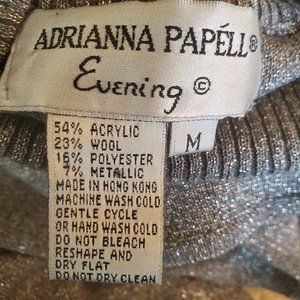 ADRIANNA PAPÉLL®
Evening ©
M
54% ACRYLIC
23% WOOL
16% POLYESTER
7% METALLIC
MADE IN HONG KONG
MACHINE WASH COLD
GENTLE CYCLE
OR HAND WASH COLD
DO NOT BLEACH
RESHAPE AND
DRY FLAT
DO NOT DRY CLEAN